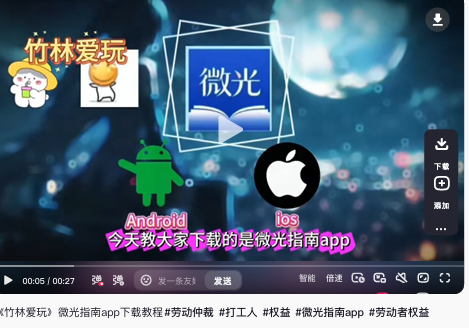 竹林爱玩
微光
下载
添加
Android
ios
今天教大家下载的是微光指南app
00:05 / 00:27
弹
弹
发一条友
发送
智能
倍速
《竹林爱玩》微光指南app下载教程#劳动仲裁 #打工人 #权益 #微光指南app #劳动者权益